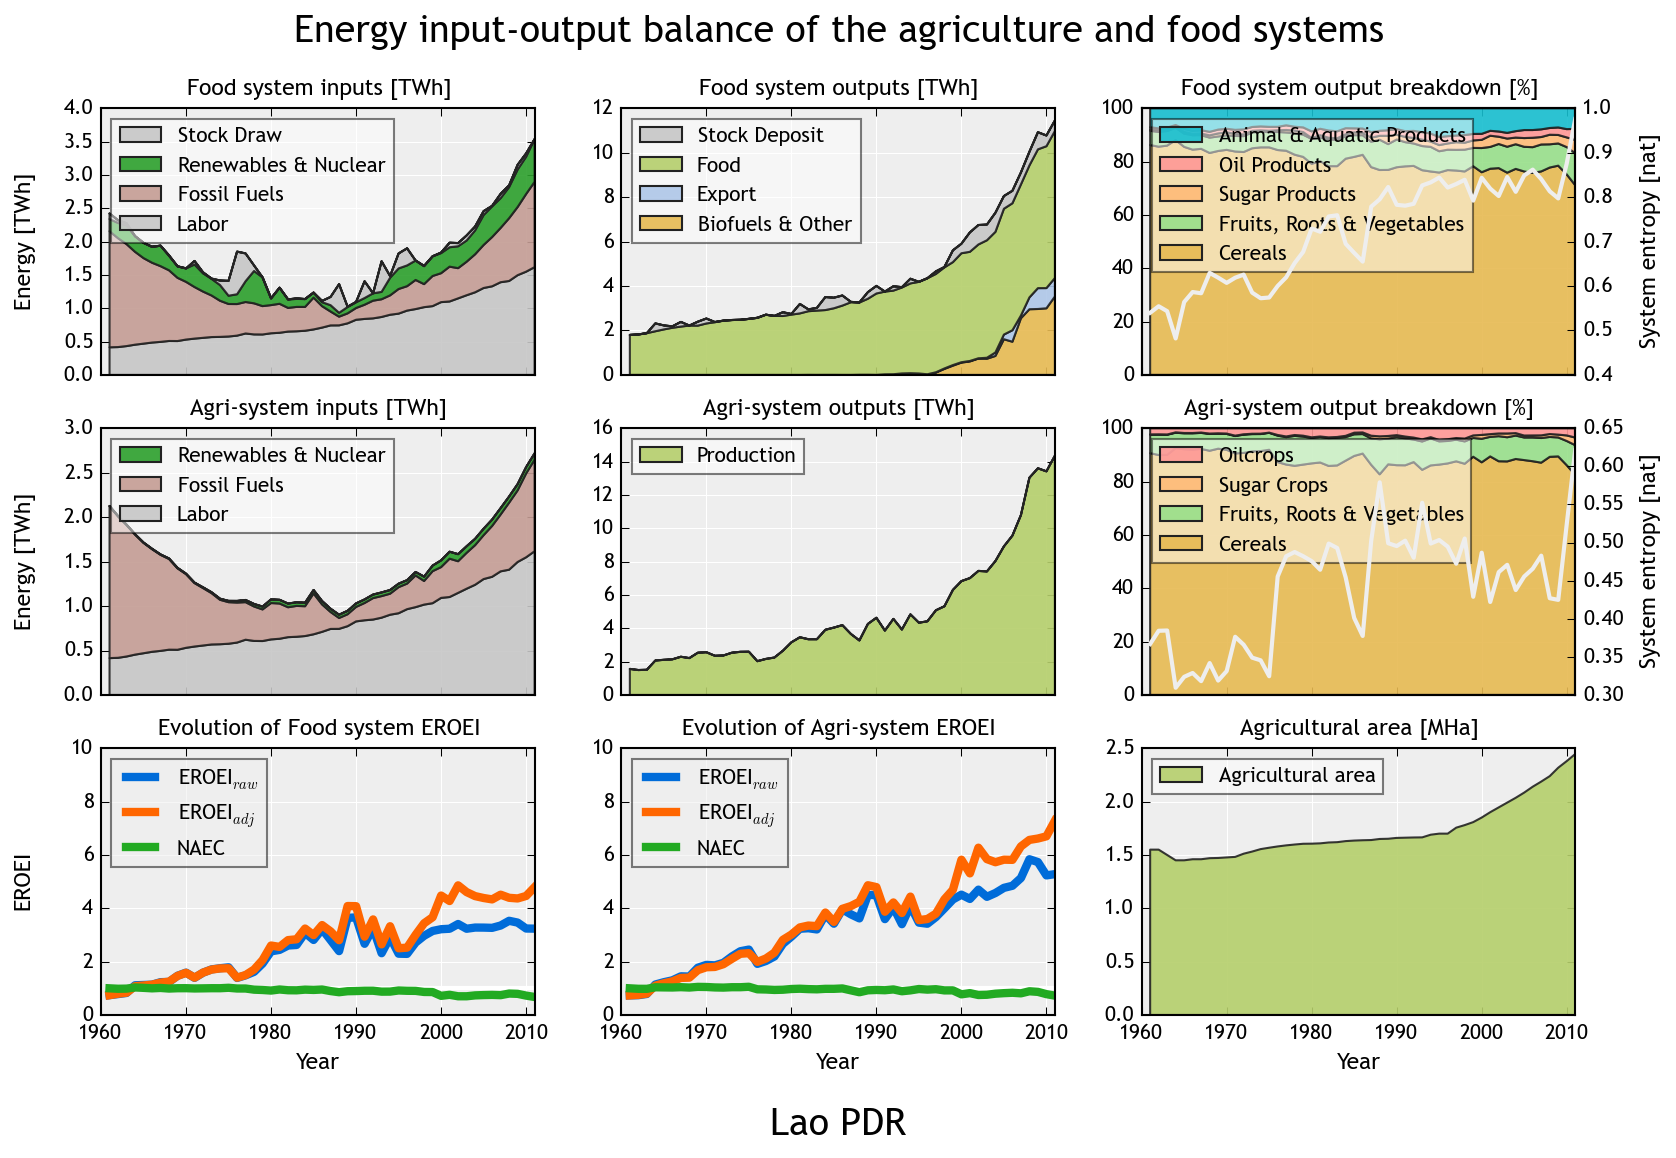 Energy input-output balance of the agriculture and food systems
Food system inputs [TWh]
Energy [TWh]
4.0
3.5
3.0
2.5
2.0
1.5
1.0
0.5
0.0
Stock Draw
Renewables & Nuclear
Fossil Fuels
Labor
Food system outputs [TWh]
12
10
8
6
4
2
0
Stock Deposit
Food
Export
Biofuels & Other
Food system output breakdown [%]
100
80
60
40
20
0
Animal & Aquatic Products
Oil Products
Sugar Products
Fruits, Roots & Vegetables
Cereals
1.0
0.9
0.8
0.7
0.6
0.5
0.4
System entropy [nat]
Agri-system inputs [TWh]
Energy [TWh]
3.0
2.5
2.0
1.5
1.0
0.5
0.0
Renewables & Nuclear
Fossil Fuels
Labor
Agri-system outputs [TWh]
16
14
12
10
8
6
4
2
0
Production
Agri-system output breakdown [%]
100
80
60
40
20
0
Oilcrops
Sugar Crops
Fruits, Roots & Vegetables
Cereals
0.65
0.60
0.55
0.50
0.45
0.40
0.35
0.30
System entropy [nat]
Evolution of Food system EROEI
EROEI
10
8
6
4
2
0
EROEI raw
EROEI adj
NAEC
1960 1970 1980 1990 2000 2010
Year
Evolution of Agri-system EROEI
10
8
6
4
2
0
EROEI raw
EROEI adj
NAEC
1960 1970 1980 1990 2000 2010
Year
Agricultural area [MHa]
2.5
2.0
1.5
1.0
0.5
0.0
Agricultural area
1960 1970 1980 1990 2000 2010
Year
Lao PDR